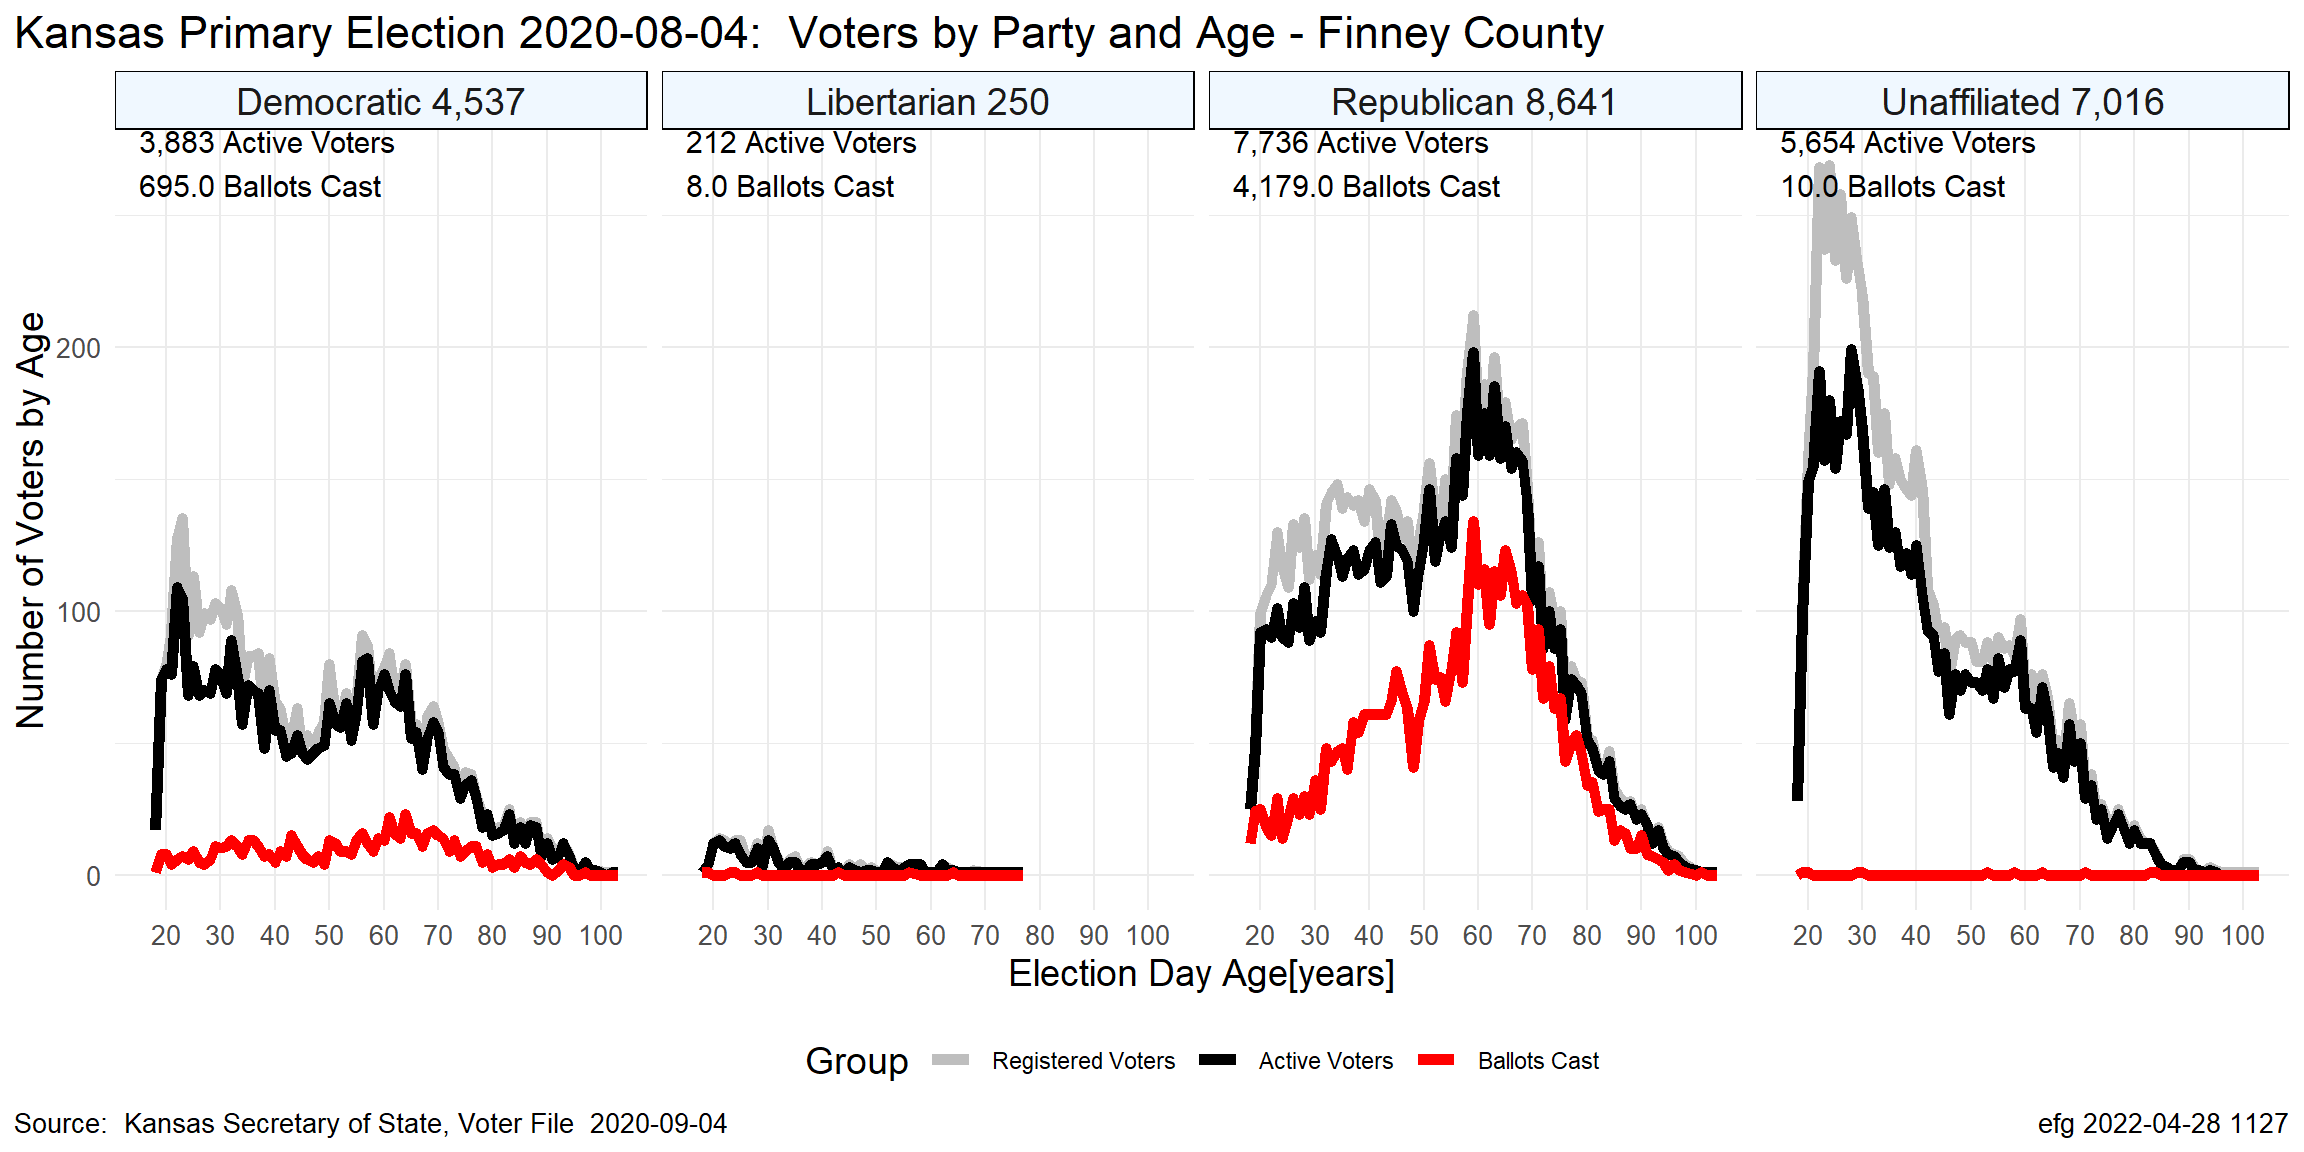 Kansas Primary Election 2020-08-04:  Voters by Party and Age - Finney County
Democratic 4,537
Libertarian 250
Republican 8,641
Unaffiliated 7,016
3,883 Active Voters
695.0 Ballots Cast
212 Active Voters
8.0 Ballots Cast
7,736 Active Voters
4,179.0 Ballots Cast
5,654 Active Voters
10.0 Ballots Cast
Number of Voters by Age
200
100
0
20 30 40 50 60 70 80 90 100
20 30 40 50 60 70 80 90 100
20 30 40 50 60 70 80 90 100
20 30 40 50 60 70 80 90 100
Election Day Age[years]
Group Registered Voters Active Voters Ballots Cast
Source:  Kansas Secretary of State, Voter File  2020-09-04
efg 2022-04-28 1127